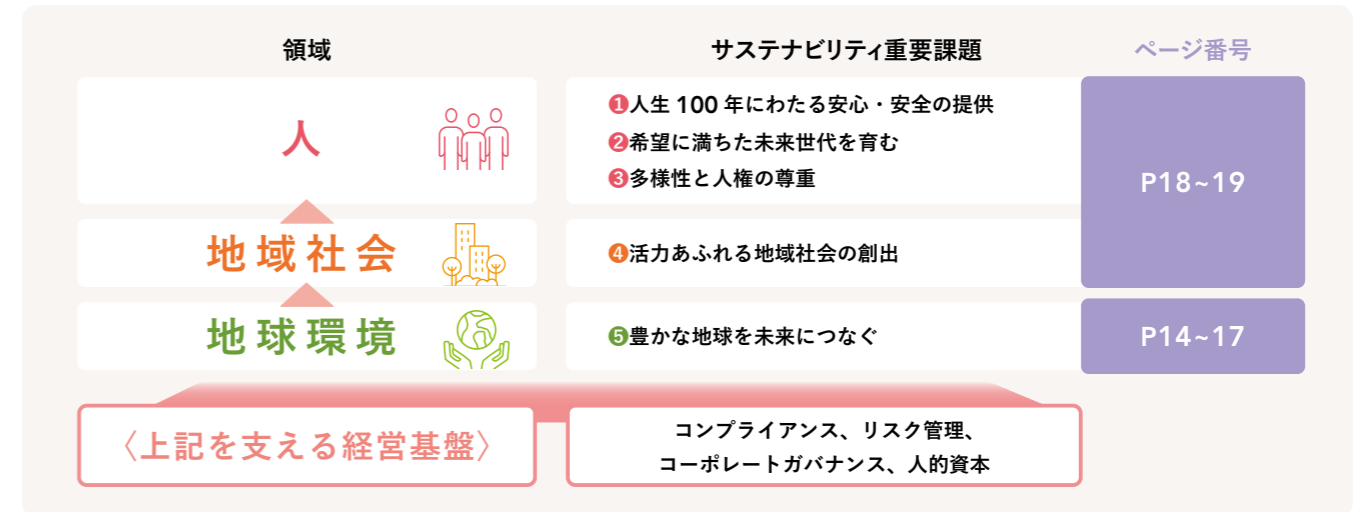 領域
サステナビリティ重要課題
ページ番号
人
❶人生 100 年にわたる安心・安全の提供
❷希望に満ちた未来世代を育む
❸多様性と人権の尊重
P18~19
地域社会
❹活力あふれる地域社会の創出
地球環境
❺豊かな地球を未来につなぐ
P14~17
〈上記を支える経営基盤〉
コンプライアンス、リスク管理、
コーポレートガバナンス、人的資本